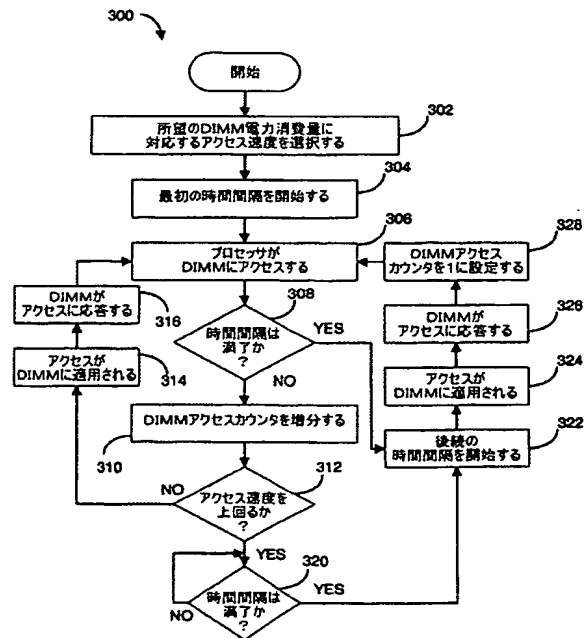 300
開始
所望のDIMM電力消費量に
対応するアクセス速度を選択する
302
304
最初の時間間隔を開始する
306
プロセッサが
DIMMにアクセスする
328
DIMMアクセス
カウンタを1に設定する
308
時間間隔は
満了か
?
YES
NO
DIMMが
アクセスに応答する
316
アクセスが
DIMMに適用される
314
326
DIMMが
アクセスに応答する
324
アクセスが
DIMMに適用される
DIMMアクセスカウンタを増分する
310
322
後続の
時間間隔を開始する
312
アクセス速度を
上回るか
?
NO
YES
320
時間間隔は
満了か
?
NO
YES